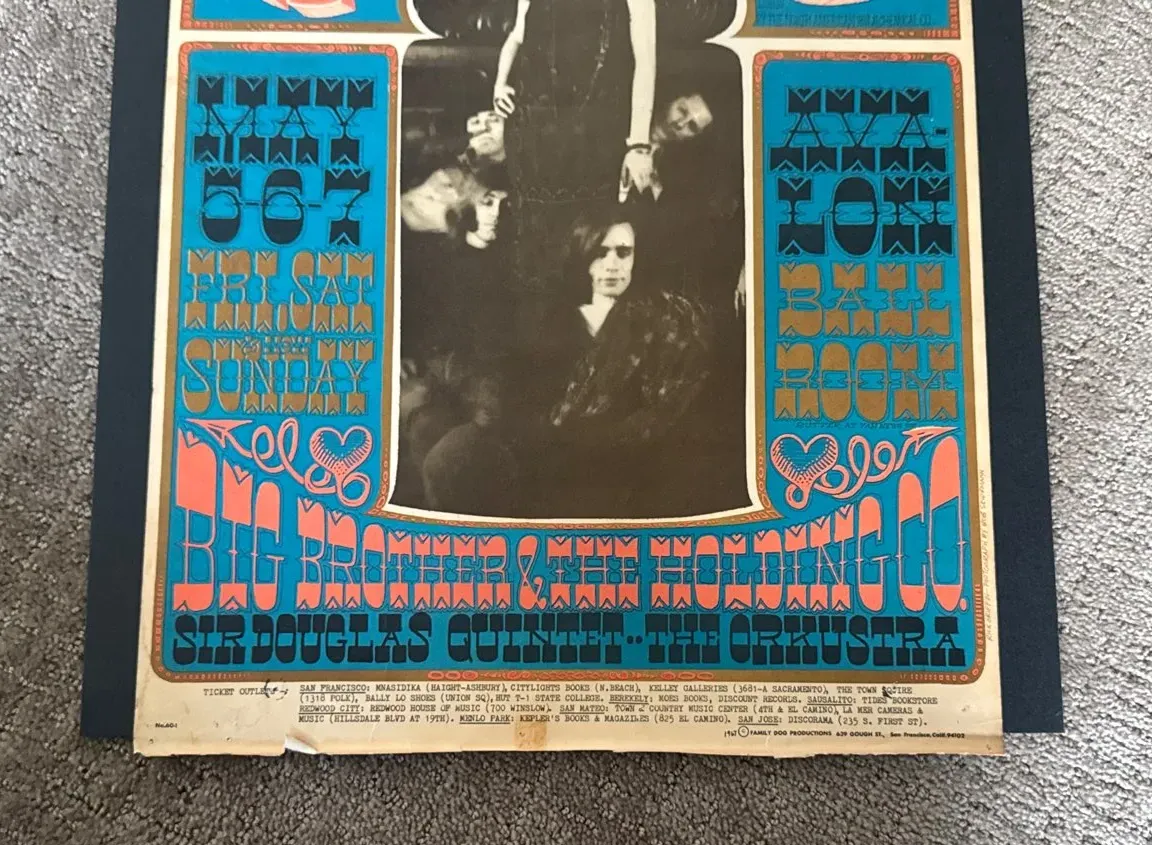 MAY
5-6-7
FRI. SAT
SUNDAY
AVA-
LON
BALL
ROOM
BIG BROTHER & THE HOLDING CO.
SIR DOUGLAS QUINTET·· THE ORKUSTRA
TICKET OUTLETS: SAN FRANCISCO: MNASIDIKA (HAIGHT-ASHBURY), CITYLIGHTS BOOKS (N.BEACH), KELLEY GALLERIES (3681-A SACRAMENTO), THE TOWN SQUIRE
(1318 POLK), BALLY LO SHOES (UNION SQ), HUT T-1 STATE COLLEGE. BERKELEY: MOES BOOKS, DISCOUNT RECORDS. SAUSALITO: TIDES BOOKSTORE
REDWOOD CITY: REDWOOD HOUSE OF MUSIC (700 WINSLOW). SAN MATEO: TOWN & COUNTRY MUSIC CENTER (4TH & EL CAMINO), LA MER CAMERAS &
MUSIC (HILLSDALE BLVD AT 19TH). MENLO PARK: KEPLER'S BOOKS & MAGAZINES (825 EL CAMINO). SAN JOSE: DISCORAMA (235 S. FIRST ST).
No.60-1
1967 © FAMILY DOG PRODUCTIONS 639 GOUGH ST., San Francisco, Calif. 94102